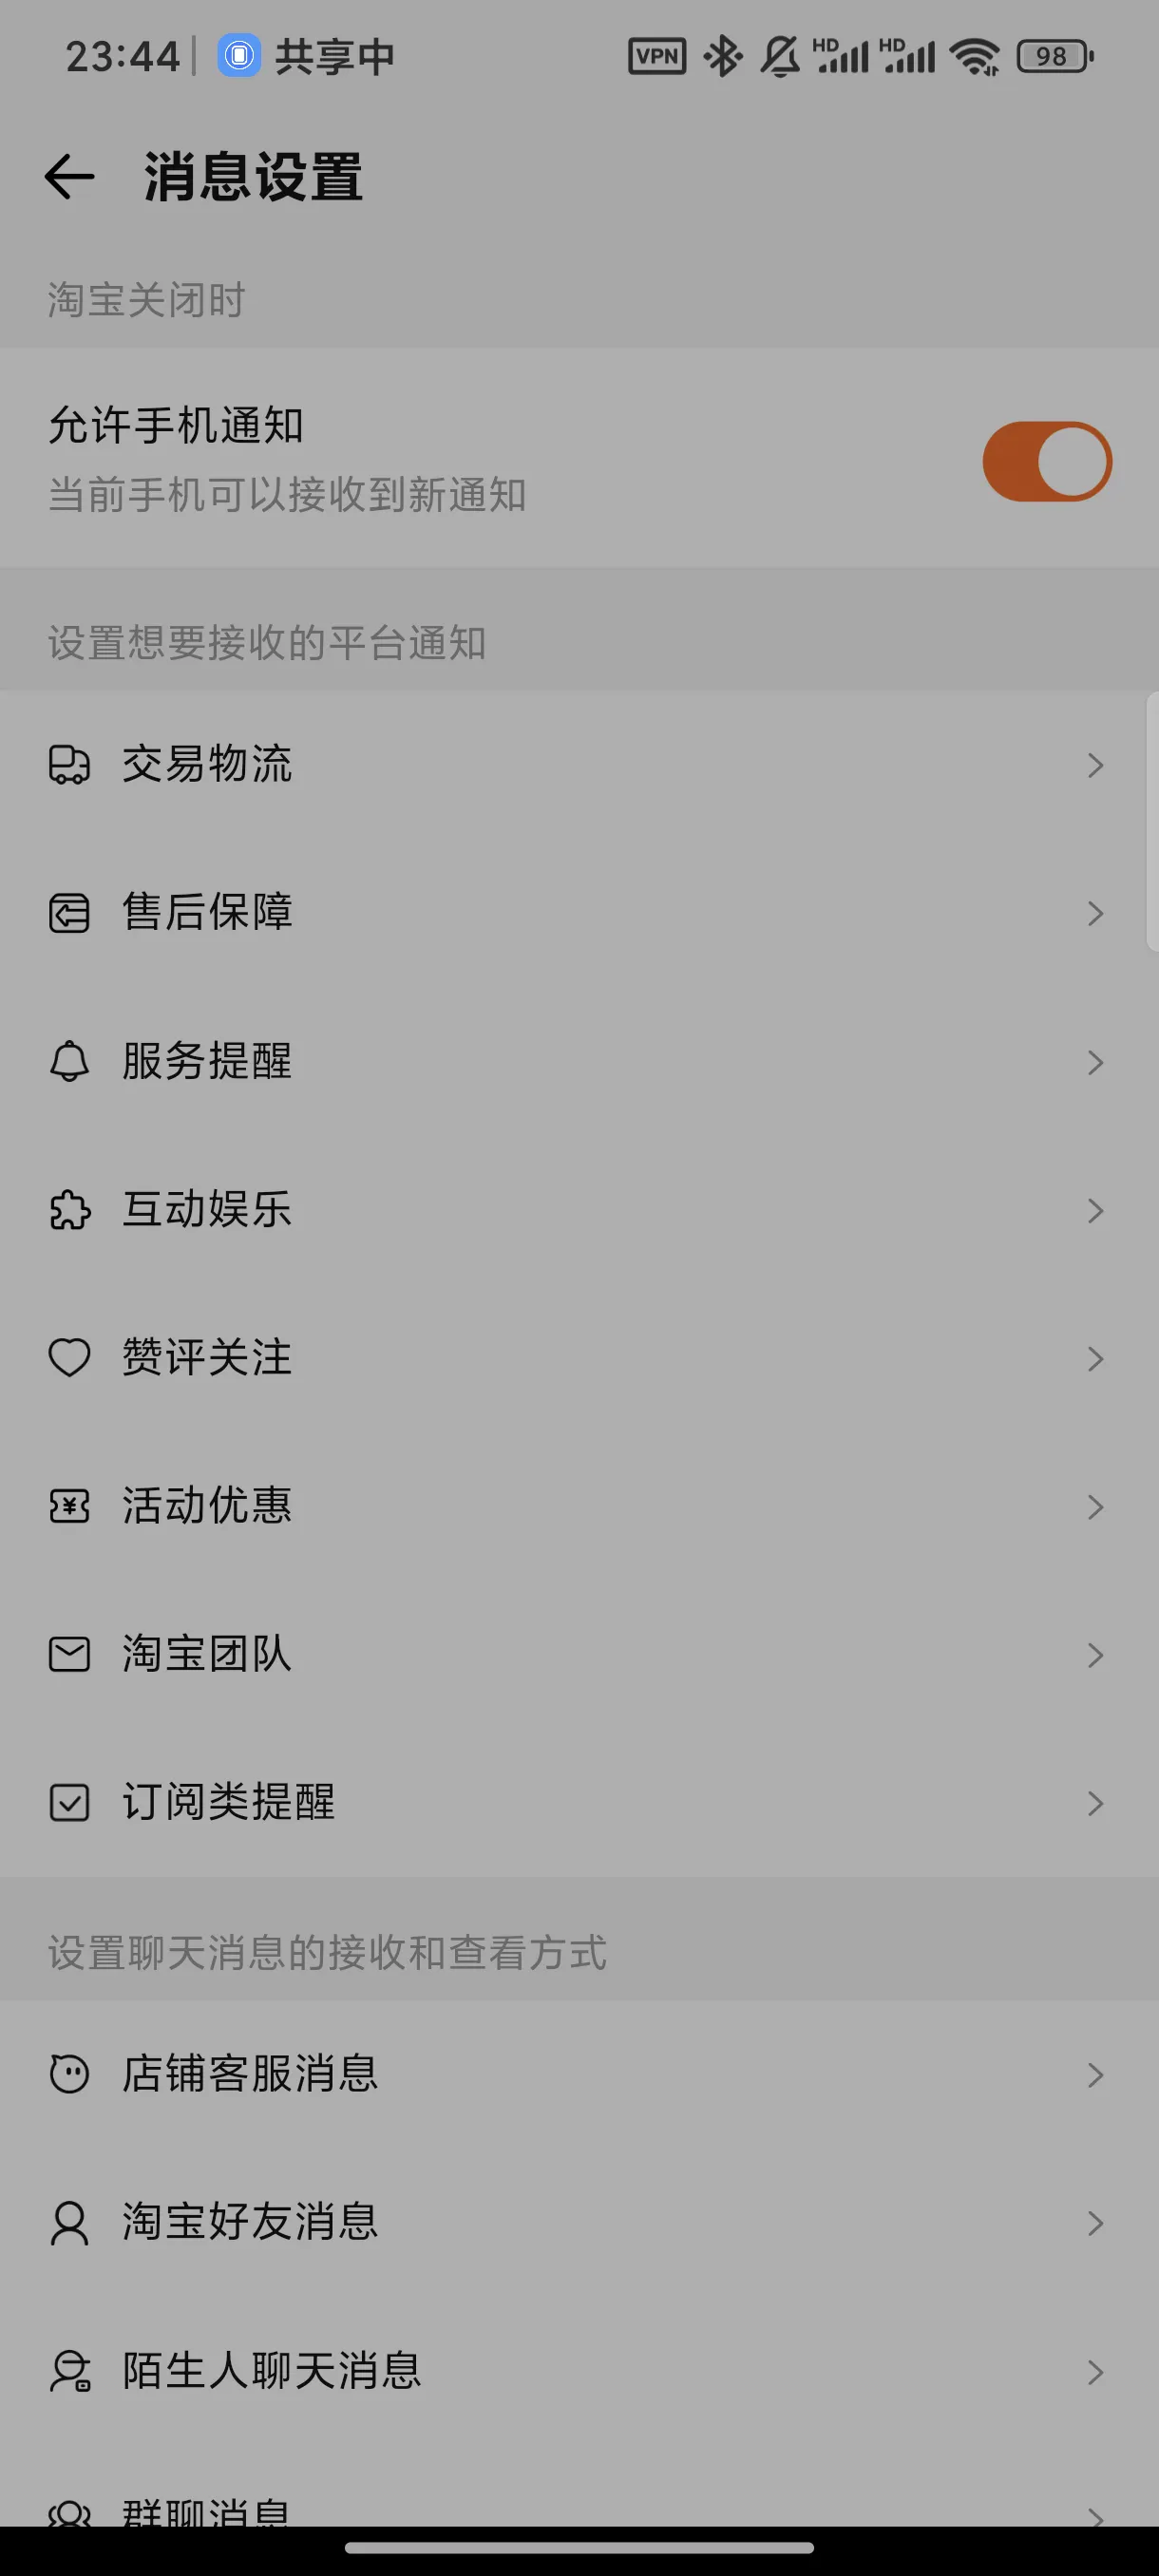 23:44 共享中 VPN HD HD 98
消息设置
淘宝关闭时
允许手机通知
当前手机可以接收到新通知
设置想要接收的平台通知
交易物流
售后保障
服务提醒
互动娱乐
赞评关注
活动优惠
淘宝团队
订阅类提醒
设置聊天消息的接收和查看方式
店铺客服消息
淘宝好友消息
陌生人聊天消息
群聊消息